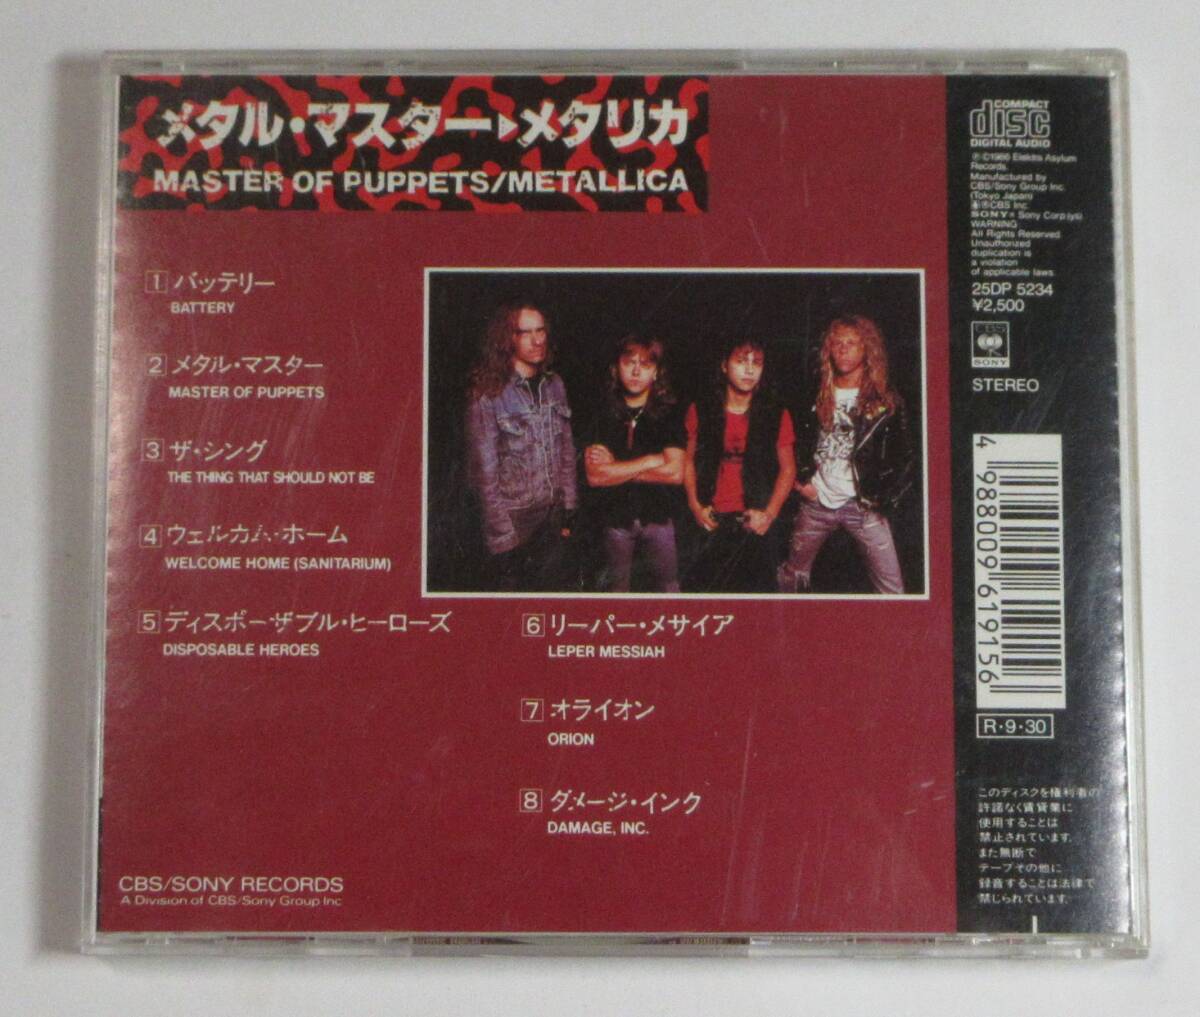 メタル・マスター▶メタリカ
MASTER OF PUPPETS/METALLICA
1 バッテリー
BATTERY
2 メタル・マスター
MASTER OF PUPPETS
3 ザ・シング
THE THING THAT SHOULD NOT BE
4 ウェルカム・ホーム
WELCOME HOME (SANITARIUM)
5 ディスポーザブル・ヒーローズ
DISPOSABLE HEROES
6 リーパー・メサイア
LEPER MESSIAH
7 オライオン
ORION
8 ダメージ・インク
DAMAGE, INC.
CBS/SONY RECORDS
A Division of CBS/Sony Group Inc
COMPACT
disc
DIGITAL AUDIO
℗©1986 Elektra Asylum
Records.
Manufactured by
CBS/Sony Group Inc.
(Tokyo Japan)
CBS Inc.
SONY Sony Corp (ys)
WARNING
All Rights Reserved.
Unauthorized
duplication is
a violation
of applicable laws.
25DP 5234
¥2,500
CBS
SONY
STEREO
4 988009 619156
R・9・30
このディスクを権利者の
許諾なく賃貸業に
使用することは
禁止されています。
また無断で
テープその他に
録音することは法律で
禁じられています。